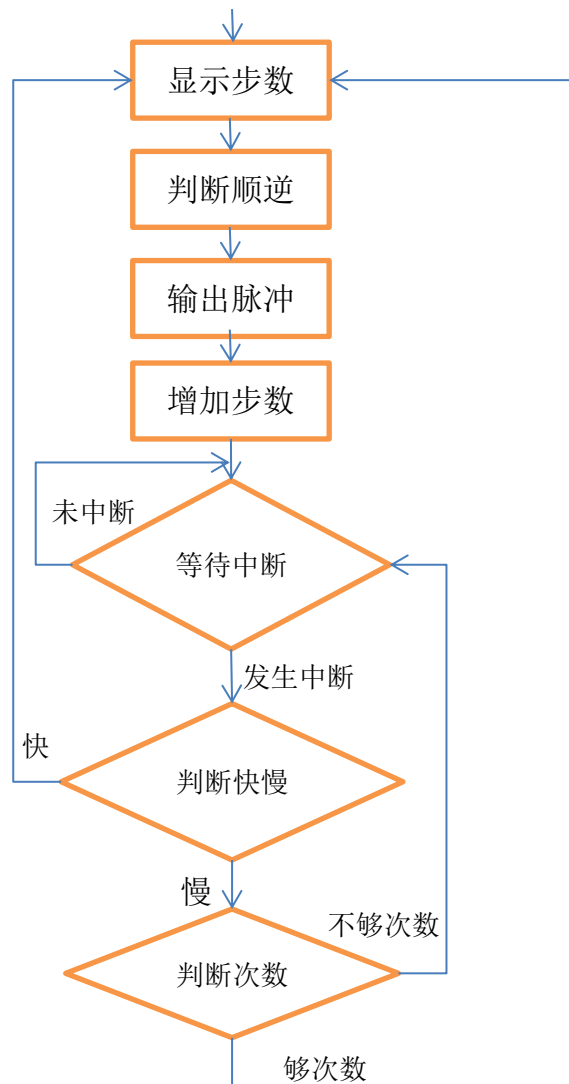 显示步数
判断顺逆
输出脉冲
增加步数
未中断
等待中断
发生中断
快
判断快慢
慢
不够次数
判断次数
够次数